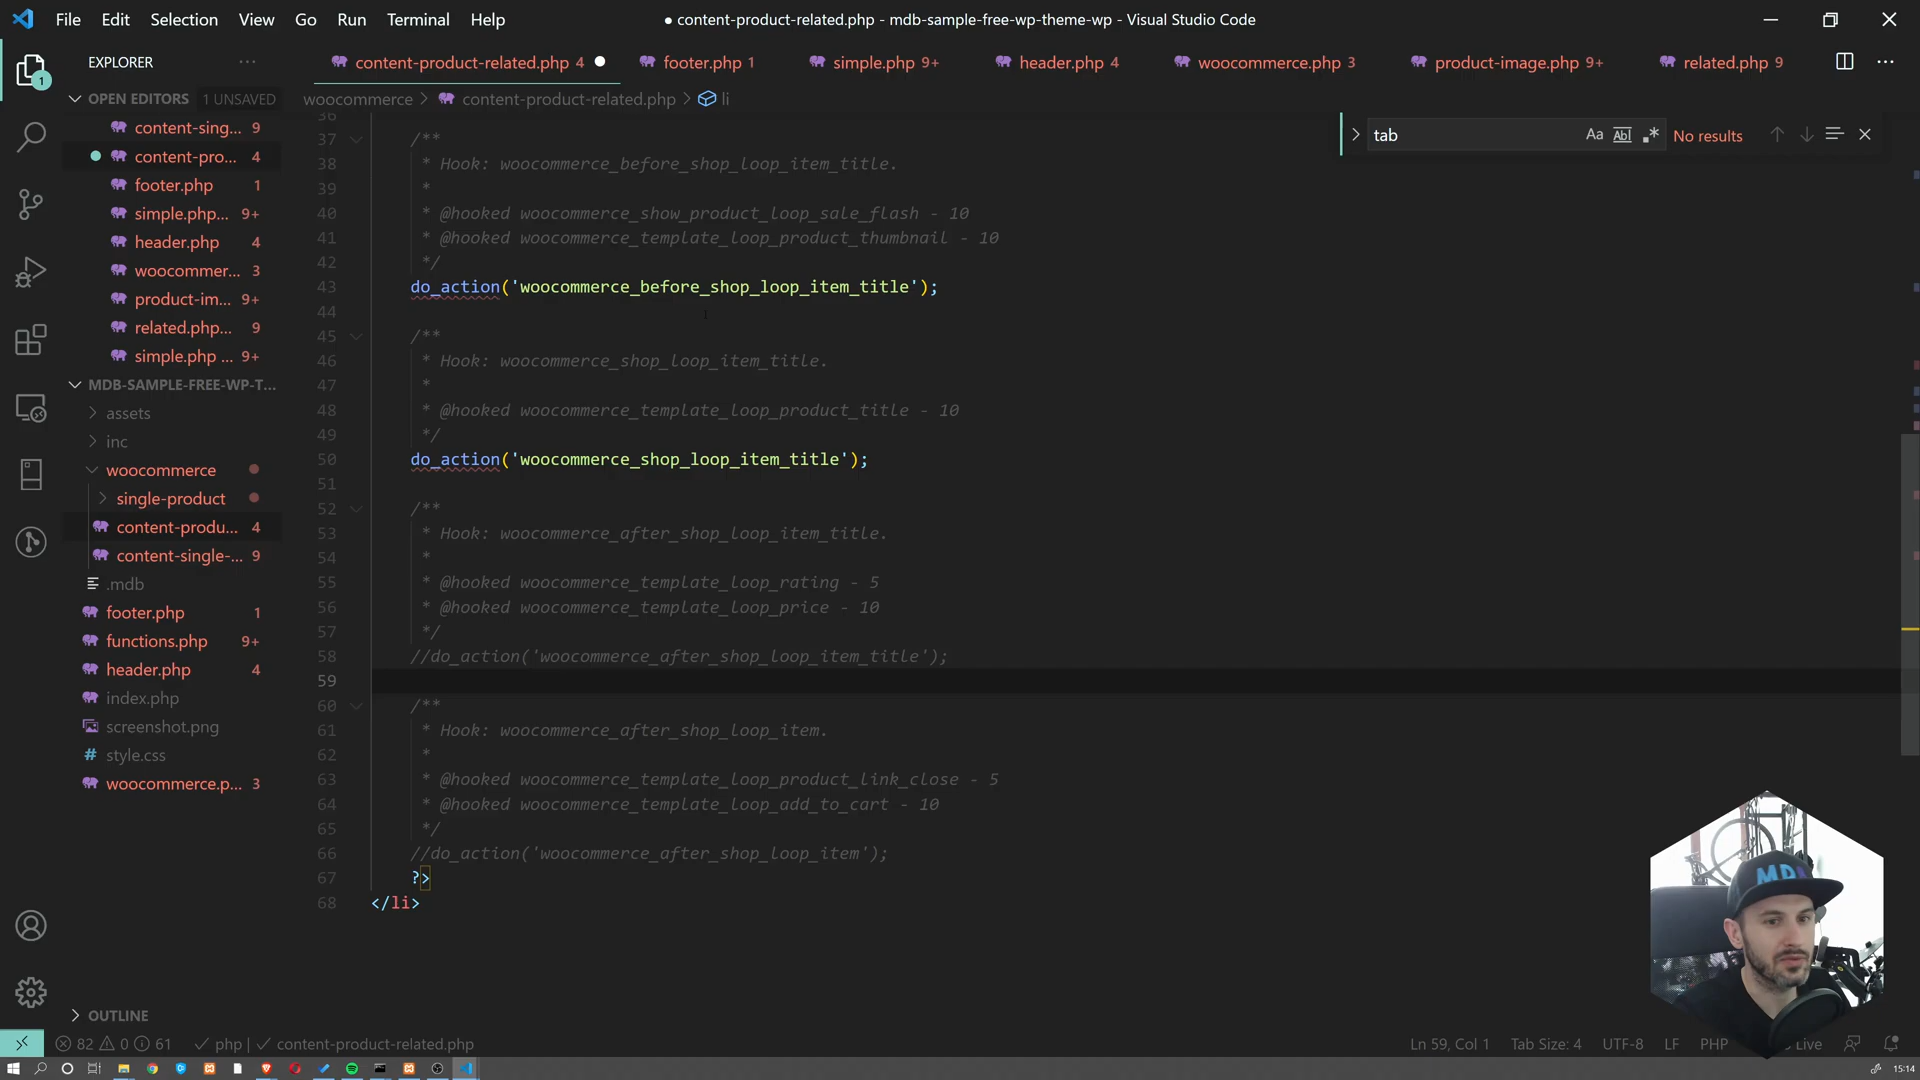 File Edit Selection View Go Run Terminal Help
● content-product-related.php - mdb-sample-free-wp-theme-wp - Visual Studio Code
EXPLORER
content-product-related.php 4
footer.php 1
simple.php 9+
header.php 4
woocommerce.php 3
product-image.php 9+
related.php 9
1
OPEN EDITORS 1 UNSAVED
content-sing... 9
content-pro... 4
footer.php 1
simple.php... 9+
header.php 4
woocommer... 3
product-im... 9+
related.php... 9
simple.php ... 9+
MDB-SAMPLE-FREE-WP-T...
assets
inc
woocommerce
single-product
content-produ... 4
content-single-... 9
.mdb
footer.php 1
functions.php 9+
header.php 4
index.php
screenshot.png
# style.css
woocommerce.p... 3
OUTLINE
woocommerce > content-product-related.php > li
tab
Aa Ab .* No results
36
37 /**
38 * Hook: woocommerce_before_shop_loop_item_title.
39 *
40 * @hooked woocommerce_show_product_loop_sale_flash - 10
41 * @hooked woocommerce_template_loop_product_thumbnail - 10
42 */
43 do_action('woocommerce_before_shop_loop_item_title');
44
45 /**
46 * Hook: woocommerce_shop_loop_item_title.
47 *
48 * @hooked woocommerce_template_loop_product_title - 10
49 */
50 do_action('woocommerce_shop_loop_item_title');
51
52 /**
53 * Hook: woocommerce_after_shop_loop_item_title.
54 *
55 * @hooked woocommerce_template_loop_rating - 5
56 * @hooked woocommerce_template_loop_price - 10
57 */
58 //do_action('woocommerce_after_shop_loop_item_title');
59
60 /**
61 * Hook: woocommerce_after_shop_loop_item.
62 *
63 * @hooked woocommerce_template_loop_product_link_close - 5
64 * @hooked woocommerce_template_loop_add_to_cart - 10
65 */
66 //do_action('woocommerce_after_shop_loop_item');
67 ?>
68 </li>
82 0 61 php | content-product-related.php
Ln 59, Col 1 Tab Size: 4 UTF-8 LF PHP Live
15:14